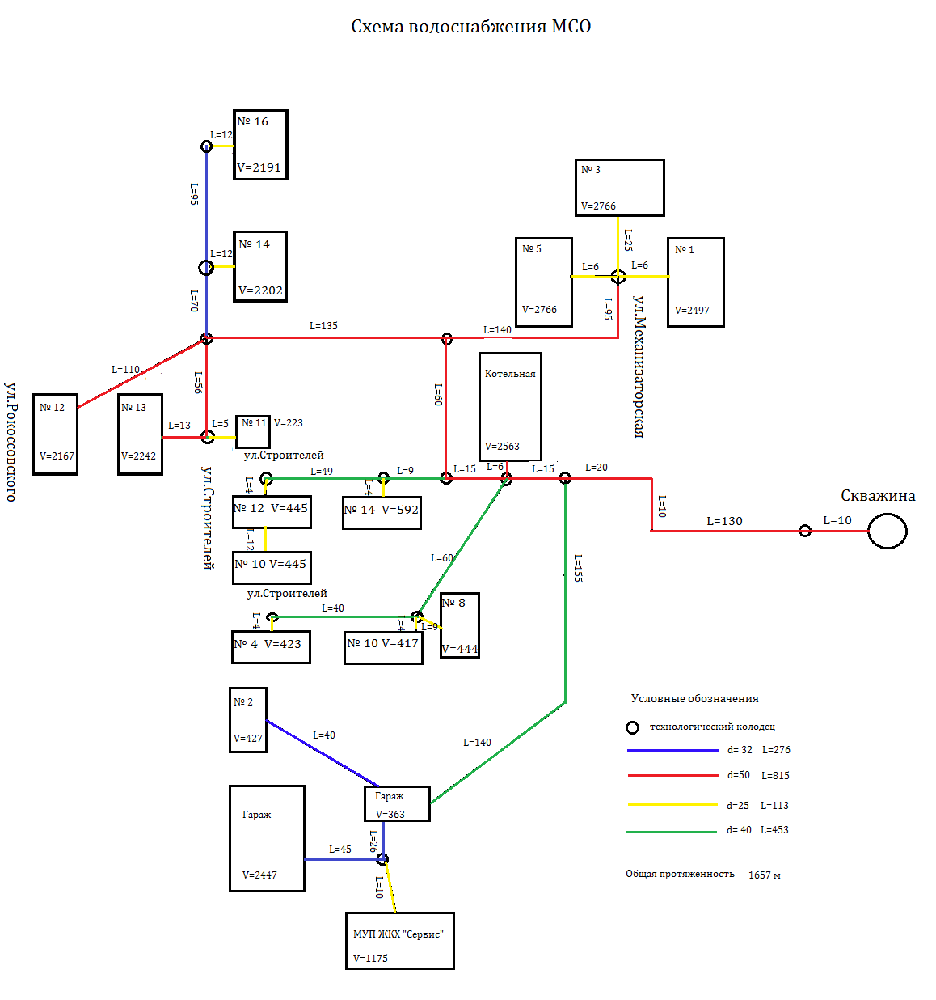 Схема водоснабжения МСО
№ 16
L=12
V=2191
L=95
№ 14
L=12
V=2202
L=70
№ 3
V=2766
L=25
№ 5
V=2766
L=6
L=6
№ 1
V=2497
L=95
ул.Механизаторская
L=135
L=140
L=110
L=56
L=60
Котельная
V=2563
ул.Рокоссовского
№ 12
V=2167
№ 13
V=2242
L=13
L=5
№ 11
V=223
ул.Строителей
ул.Строителей
L=49
L=9
L=15
L=6
L=15
L=20
L=4
L=4
№ 12 V=445
№ 14 V=592
L=12
№ 10 V=445
L=10
L=130
L=10
Скважина
L=60
L=155
ул.Строителей
L=40
L=4
L=4
L=9
№ 8
V=444
№ 4 V=423
№ 10 V=417
№ 2
V=427
L=40
L=140
Гараж
V=363
Гараж
V=2447
L=45
L=26
L=10
МУП ЖКХ "Сервис"
V=1175
Условные обозначения
- технологический колодец
d= 32 L=276
d=50 L=815
d=25 L=113
d= 40 L=453
Общая протяженность 1657 м